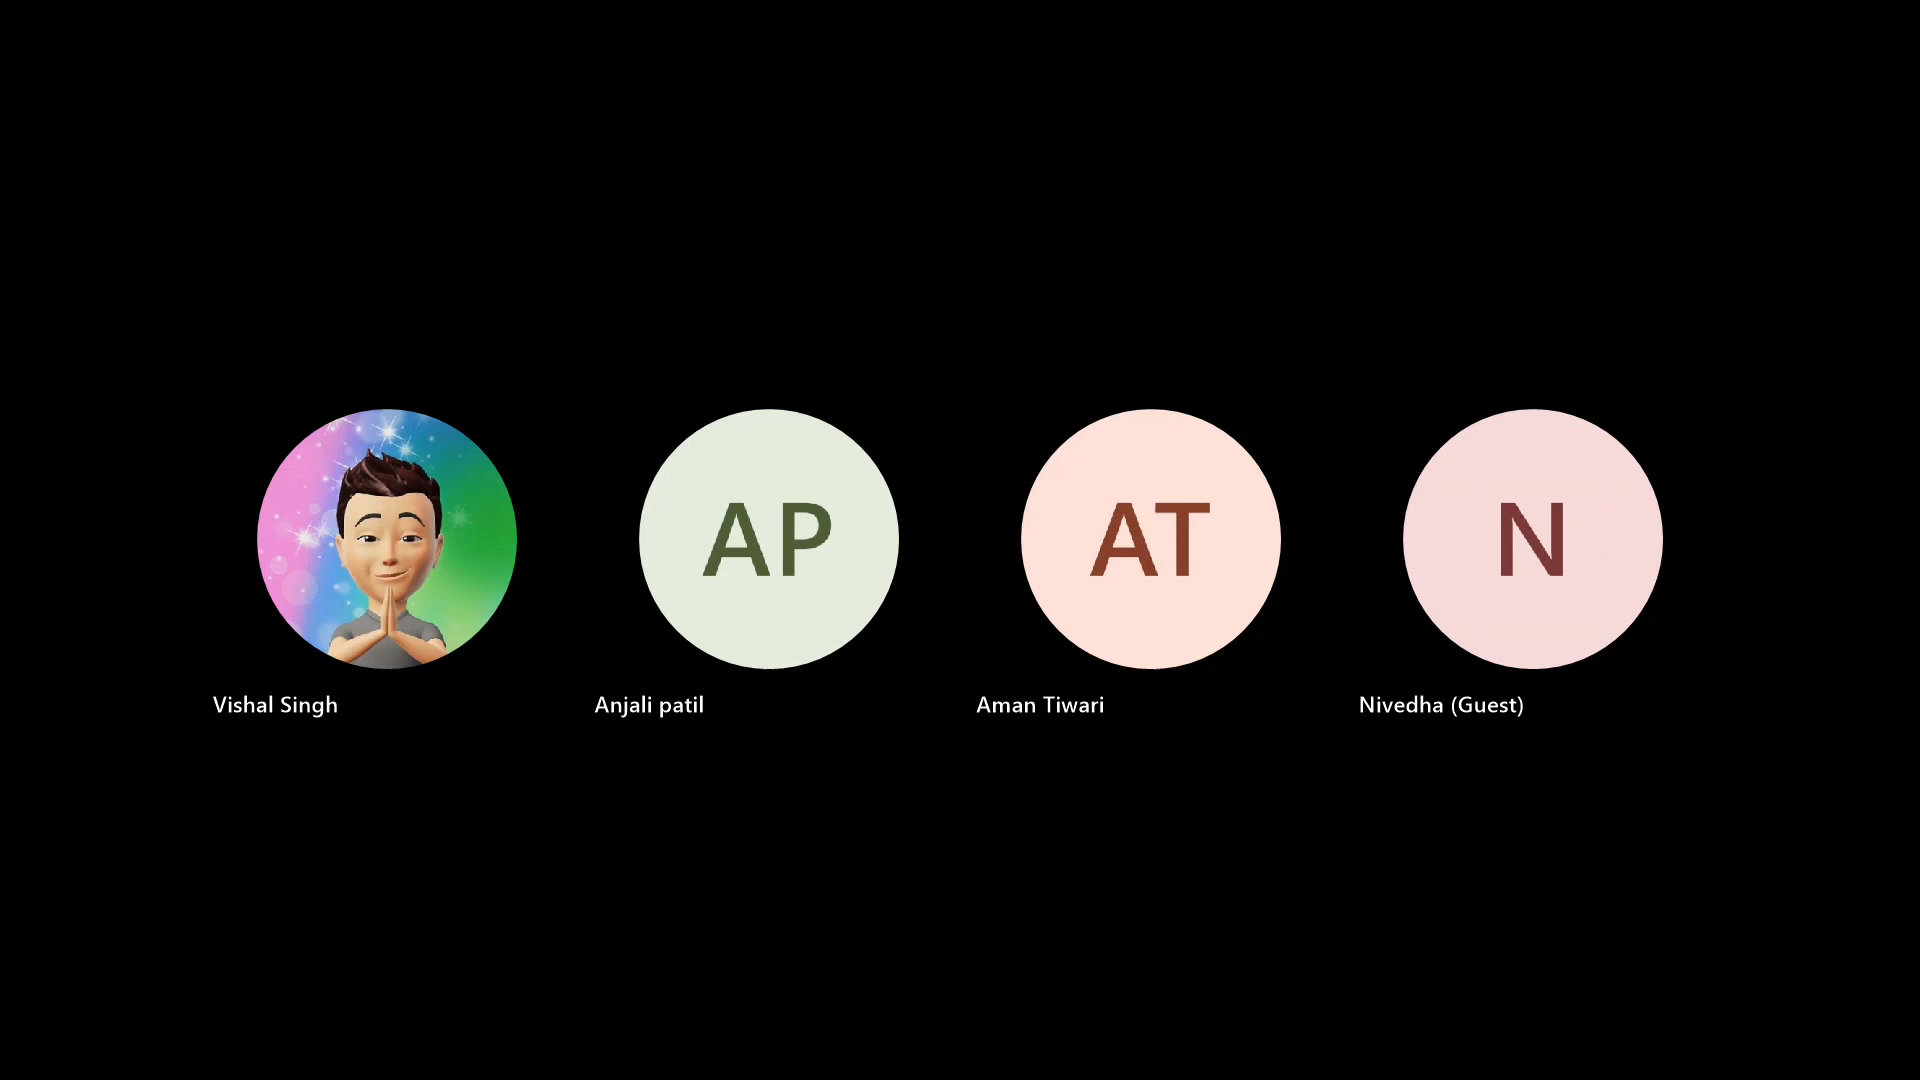 AP
AT
N
Vishal Singh
Anjali patil
Aman Tiwari
Nivedha (Guest)